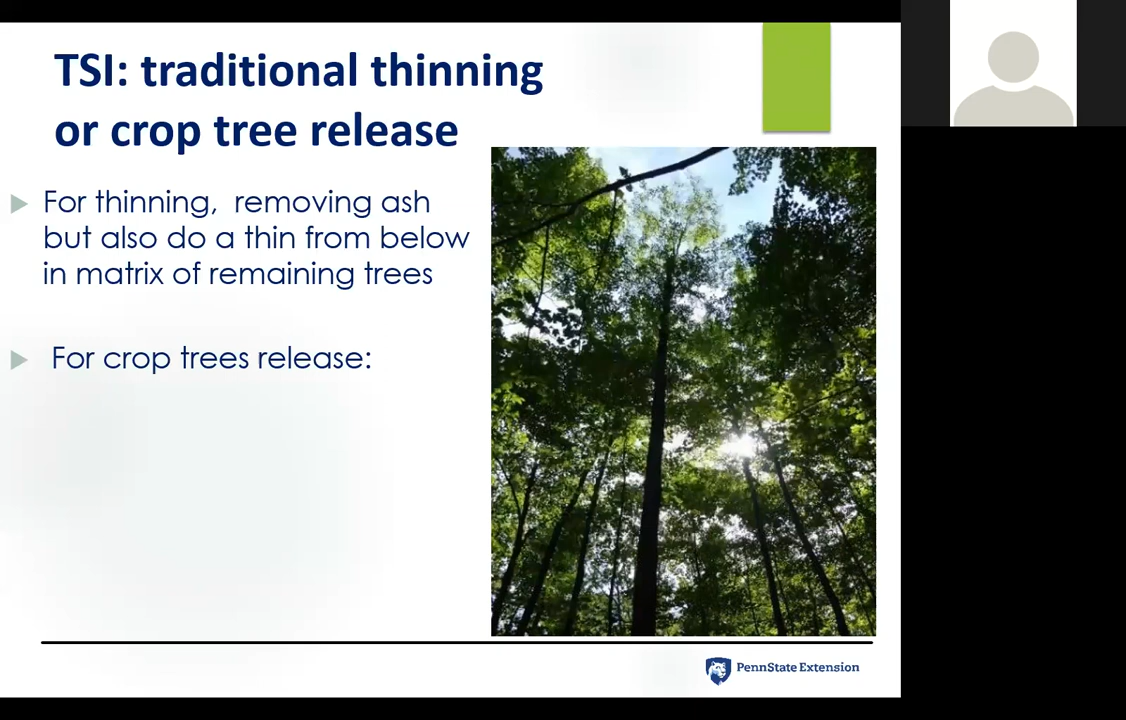 TSI: traditional thinning
or crop tree release
For thinning,  removing ash
but also do a thin from below
in matrix of remaining trees
For crop trees release:
PennState Extension